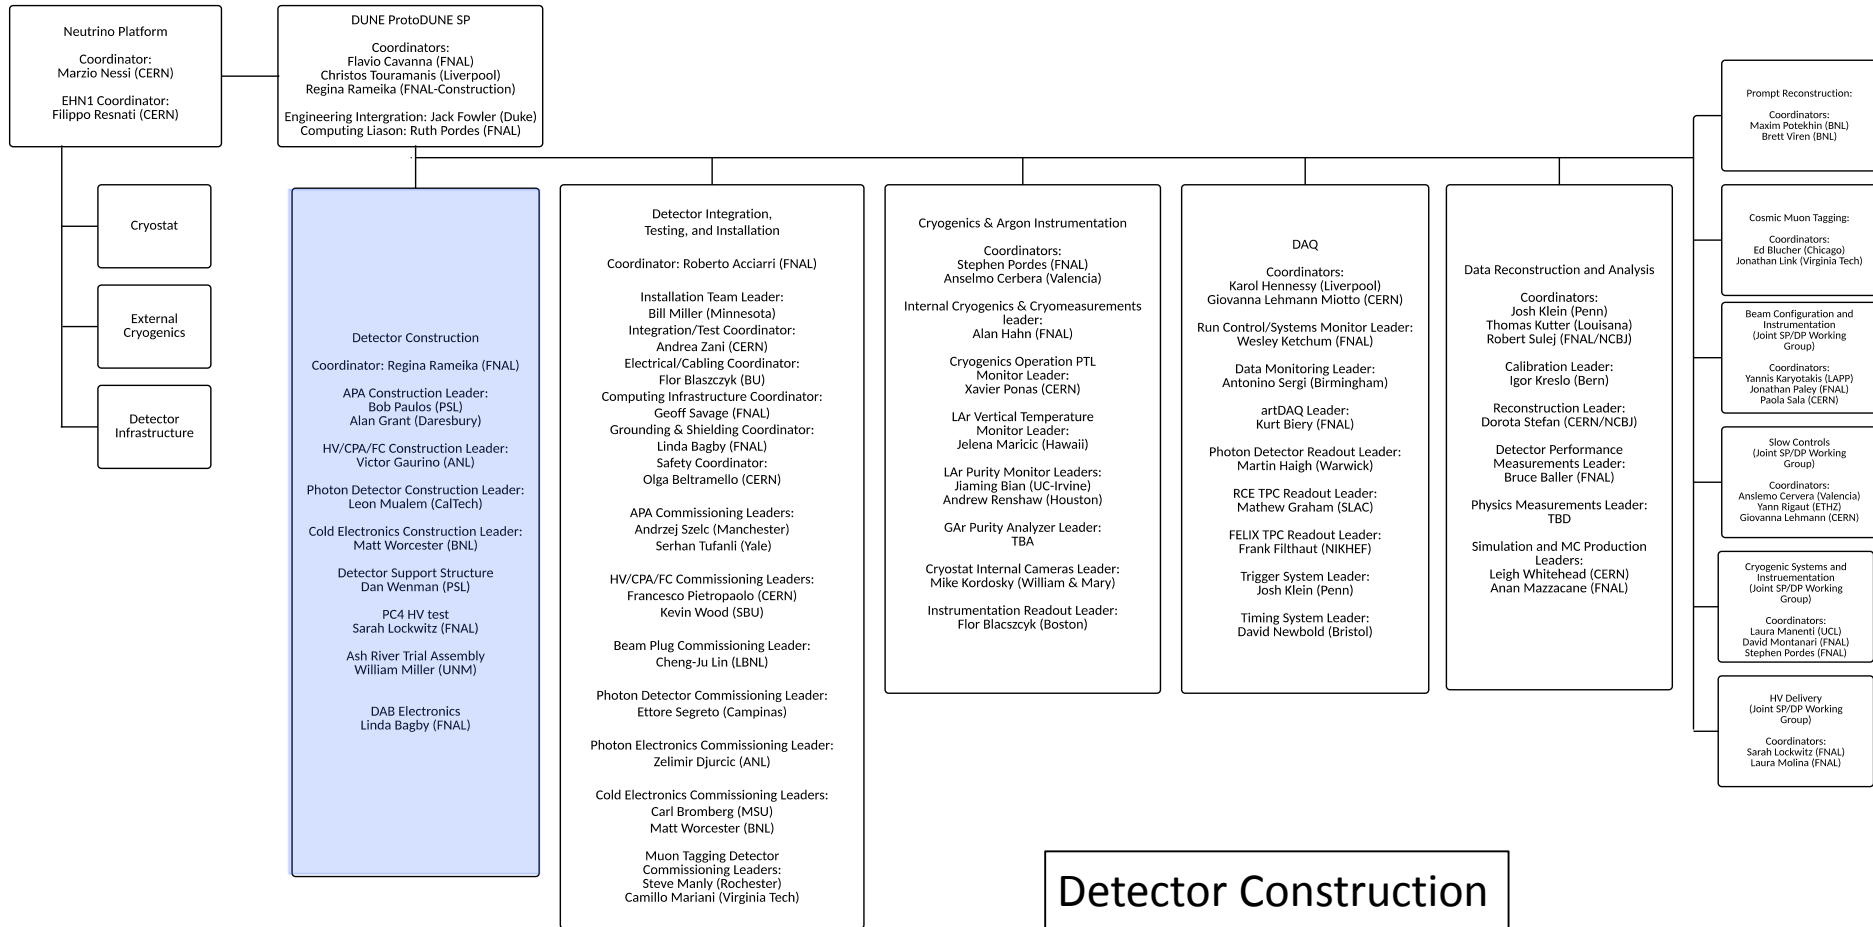 Neutrino Platform
Coordinator:
Marzio Nessi (CERN)
EHN1 Coordinator:
Filippo Resnati (CERN)
DUNE ProtoDUNE SP
Coordinators:
Flavio Cavanna (FNAL)
Christos Touramanis (Liverpool)
Regina Rameika (FNAL-Construction)
Engineering Intergration: Jack Fowler (Duke)
Computing Liason: Ruth Pordes (FNAL)
Cryostat
External
Cryogenics
Detector
Infrastructure
Detector Construction
Coordinator: Regina Rameika (FNAL)
APA Construction Leader:
Bob Paulos (PSL)
Alan Grant (Daresbury)
HV/CPA/FC Construction Leader:
Victor Gaurino (ANL)
Photon Detector Construction Leader:
Leon Mualem (CalTech)
Cold Electronics Construction Leader:
Matt Worcester (BNL)
Detector Support Structure
Dan Wenman (PSL)
PC4 HV test
Sarah Lockwitz (FNAL)
Ash River Trial Assembly
William Miller (UNM)
DAB Electronics
Linda Bagby (FNAL)
Detector Integration,
Testing, and Installation
Coordinator: Roberto Acciarri (FNAL)
Installation Team Leader:
Bill Miller (Minnesota)
Integration/Test Coordinator:
Andrea Zani (CERN)
Electrical/Cabling Coordinator:
Flor Blaszczyk (BU)
Computing Infrastructure Coordinator:
Geoff Savage (FNAL)
Grounding & Shielding Coordinator:
Linda Bagby (FNAL)
Safety Coordinator:
Olga Beltramello (CERN)
APA Commissioning Leaders:
Andrzej Szelc (Manchester)
Serhan Tufanli (Yale)
HV/CPA/FC Commissioning Leaders:
Francesco Pietropaolo (CERN)
Kevin Wood (SBU)
Beam Plug Commissioning Leader:
Cheng-Ju Lin (LBNL)
Photon Detector Commissioning Leader:
Ettore Segreto (Campinas)
Photon Electronics Commissioning Leader:
Zelimir Djurcic (ANL)
Cold Electronics Commissioning Leaders:
Carl Bromberg (MSU)
Matt Worcester (BNL)
Muon Tagging Detector
Commissioning Leaders:
Steve Manly (Rochester)
Camillo Mariani (Virginia Tech)
Cryogenics & Argon Instrumentation
Coordinators:
Stephen Pordes (FNAL)
Anselmo Cerbera (Valencia)
Internal Cryogenics & Cryomeasurements
leader:
Alan Hahn (FNAL)
Cryogenics Operation PTL
Monitor Leader:
Xavier Ponas (CERN)
LAr Vertical Temperature
Monitor Leader:
Jelena Maricic (Hawaii)
LAr Purity Monitor Leaders:
Jiaming Bian (UC-Irvine)
Andrew Renshaw (Houston)
GAr Purity Analyzer Leader:
TBA
Cryostat Internal Cameras Leader:
Mike Kordosky (William & Mary)
Instrumentation Readout Leader:
Flor Blacszcyk (Boston)
DAQ
Coordinators:
Karol Hennessy (Liverpool)
Giovanna Lehmann Miotto (CERN)
Run Control/Systems Monitor Leader:
Wesley Ketchum (FNAL)
Data Monitoring Leader:
Antonino Sergi (Birmingham)
artDAQ Leader:
Kurt Biery (FNAL)
Photon Detector Readout Leader:
Martin Haigh (Warwick)
RCE TPC Readout Leader:
Mathew Graham (SLAC)
FELIX TPC Readout Leader:
Frank Filthaut (NIKHEF)
Trigger System Leader:
Josh Klein (Penn)
Timing System Leader:
David Newbold (Bristol)
Data Reconstruction and Analysis
Coordinators:
Josh Klein (Penn)
Thomas Kutter (Louisana)
Robert Sulej (FNAL/NCBJ)
Calibration Leader:
Igor Kreslo (Bern)
Reconstruction Leader:
Dorota Stefan (CERN/NCBJ)
Detector Performance
Measurements Leader:
Bruce Baller (FNAL)
Physics Measurements Leader:
TBD
Simulation and MC Production
Leaders:
Leigh Whitehead (CERN)
Anan Mazzacane (FNAL)
Prompt Reconstruction:
Coordinators:
Maxim Potekhin (BNL)
Brett Viren (BNL)
Cosmic Muon Tagging:
Coordinators:
Ed Blucher (Chicago)
Jonathan Link (Virginia Tech)
Beam Configuration and
Instrumentation
(Joint SP/DP Working
Group)
Coordinators:
Yannis Karyotakis (LAPP)
Jonathan Paley (FNAL)
Paola Sala (CERN)
Slow Controls
(Joint SP/DP Working
Group)
Coordinators:
Anslemo Cervera (Valencia)
Yann Rigaut (ETHZ)
Giovanna Lehmann (CERN)
Cryogenic Systems and
Instruementation
(Joint SP/DP Working
Group)
Coordinators:
Laura Manenti (UCL)
David Montanari (FNAL)
Stephen Pordes (FNAL)
HV Delivery
(Joint SP/DP Working
Group)
Coordinators:
Sarah Lockwitz (FNAL)
Laura Molina (FNAL)
Detector Construction